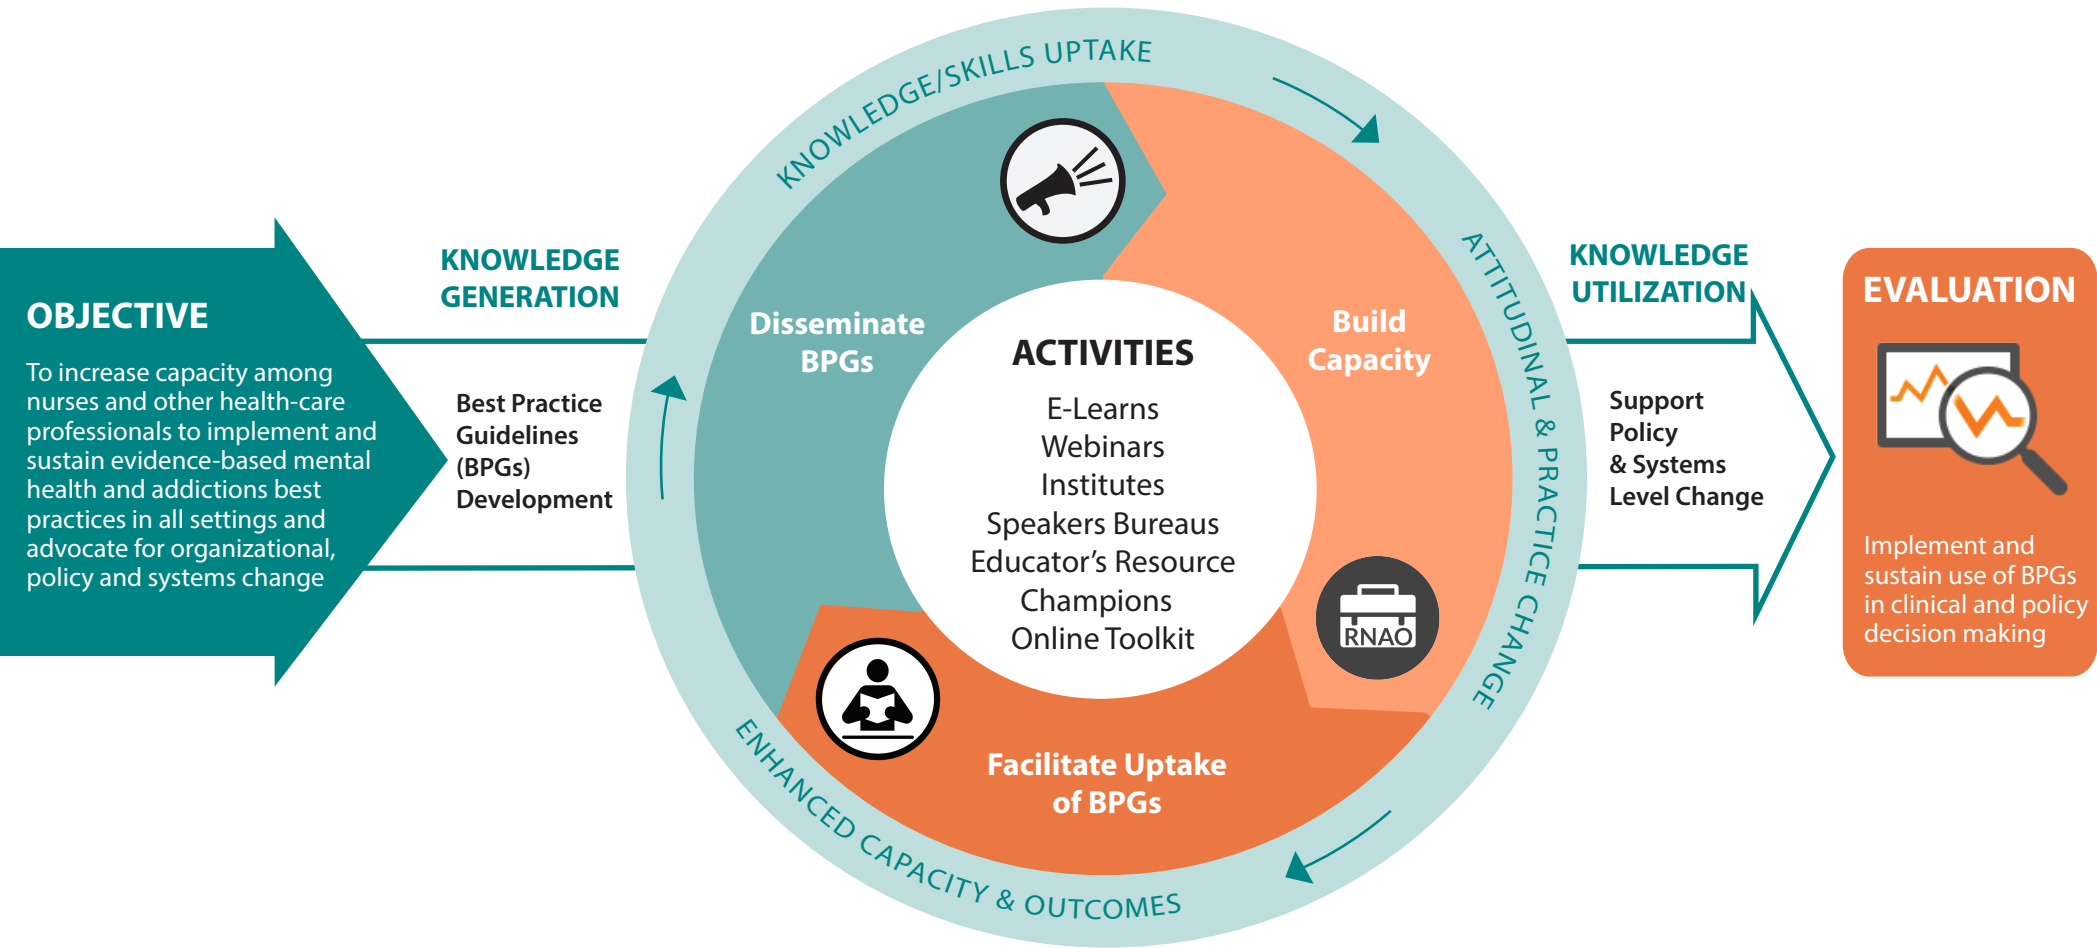 OBJECTIVE
To increase capacity among
nurses and other health-care
professionals to implement and
sustain evidence-based mental
health and addictions best
practices in all settings and
advocate for organizational,
policy and systems change
KNOWLEDGE
GENERATION
Best Practice
Guidelines
(BPGs)
Development
KNOWLEDGE/SKILLS UPTAKE
ATTITUDINAL & PRACTICE CHANGE
ENHANCED CAPACITY & OUTCOMES
Disseminate
BPGs
Build
Capacity
RNAO
Facilitate Uptake
of BPGs
ACTIVITIES
E-Learns
Webinars
Institutes
Speakers Bureaus
Educator’s Resource
Champions
Online Toolkit
KNOWLEDGE
UTILIZATION
Support
Policy
& Systems
Level Change
EVALUATION
Implement and
sustain use of BPGs
in clinical and policy
decision making